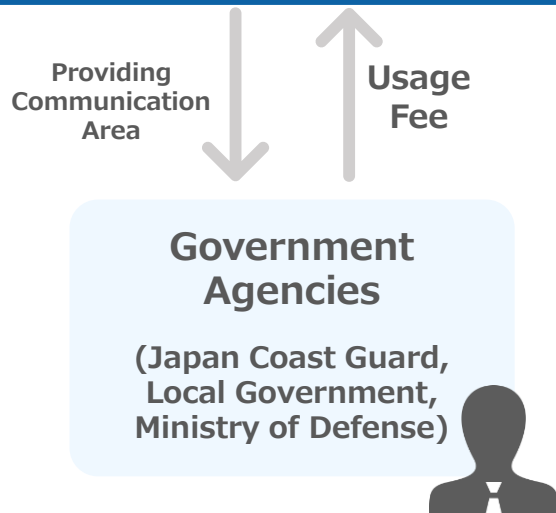 Providing
Communication
Area
Usage
Fee
Government
Agencies
(Japan Coast Guard,
Local Government,
Ministry of Defense)